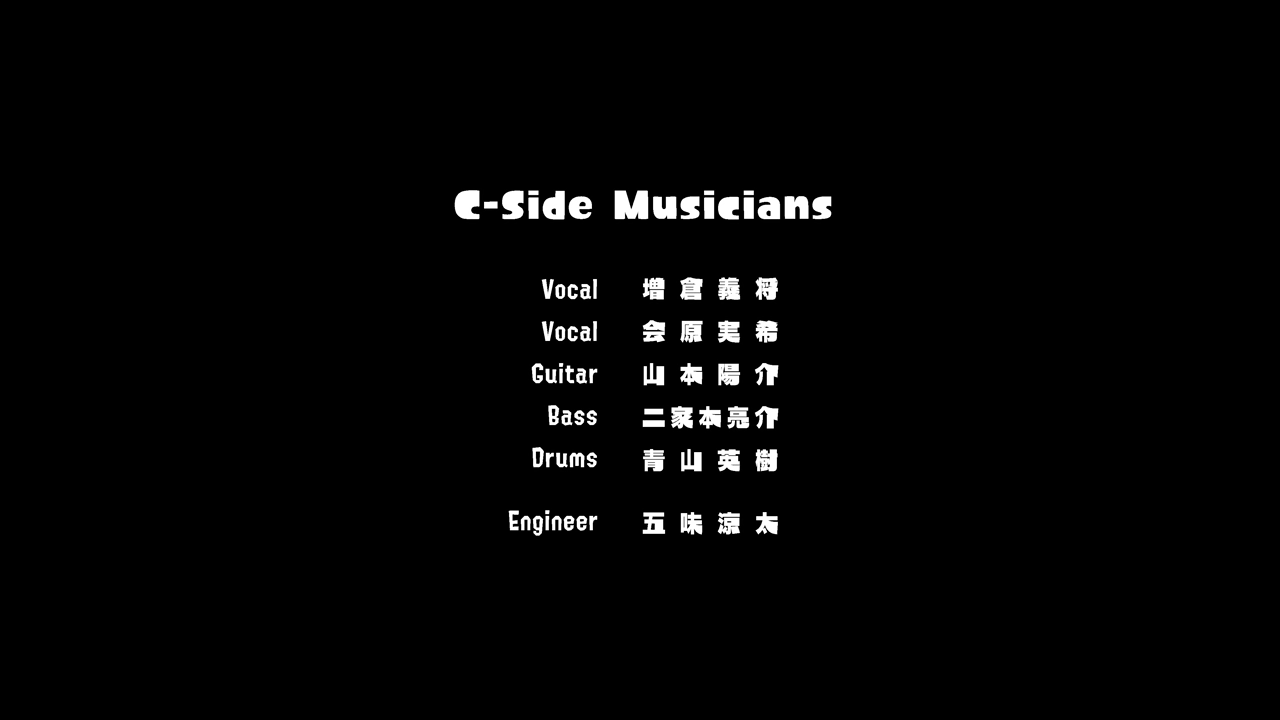 C-Side Musicians
Vocal 増倉義将
Vocal 会原実希
Guitar 山本陽介
Bass 二家本亮介
Drums 青山英樹
Engineer 五味涼太